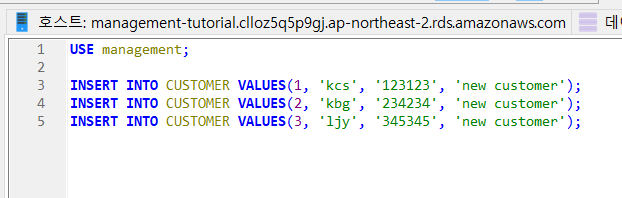 호스트: management-tutorial.clloz5q5p9gj.ap-northeast-2.rds.amazonaws.com 데
1 USE management;
2
3 INSERT INTO CUSTOMER VALUES(1, 'kcs', '123123', 'new customer');
4 INSERT INTO CUSTOMER VALUES(2, 'kbg', '234234', 'new customer');
5 INSERT INTO CUSTOMER VALUES(3, 'ljy', '345345', 'new customer');